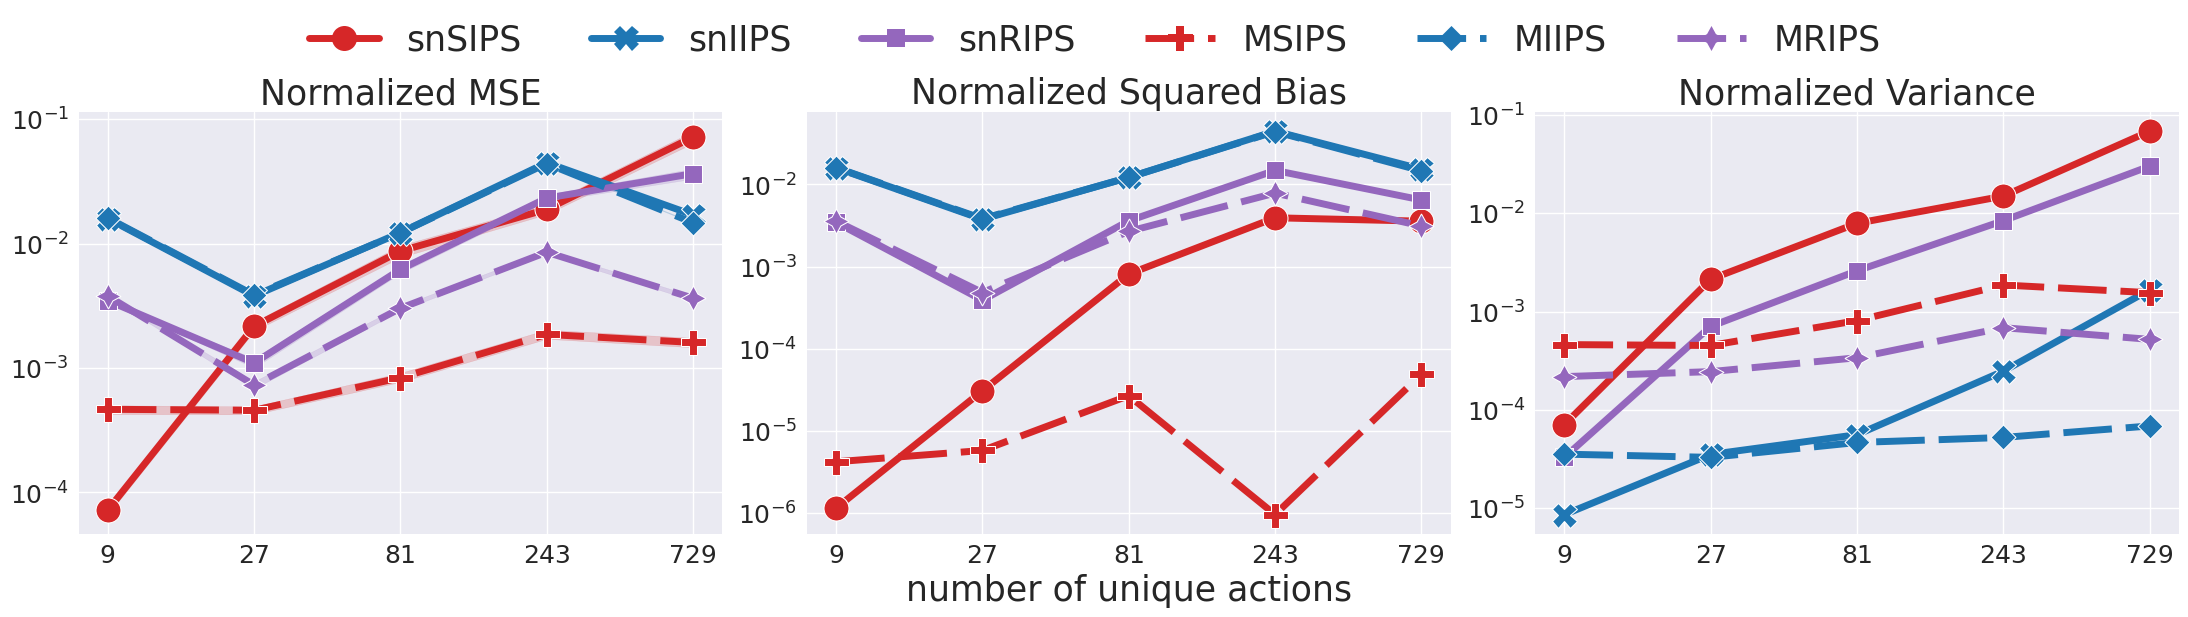 snSIPS snIIPS snRIPS MSIPS MIIPS MRIPS
Normalized MSE Normalized Squared Bias Normalized Variance
10⁻¹
10⁻²
10⁻³
10⁻⁴
9 27 81 243 729
10⁻²
10⁻³
10⁻⁴
10⁻⁵
10⁻⁶
9 27 81 243 729
10⁻¹
10⁻²
10⁻³
10⁻⁴
10⁻⁵
9 27 81 243 729
number of unique actions